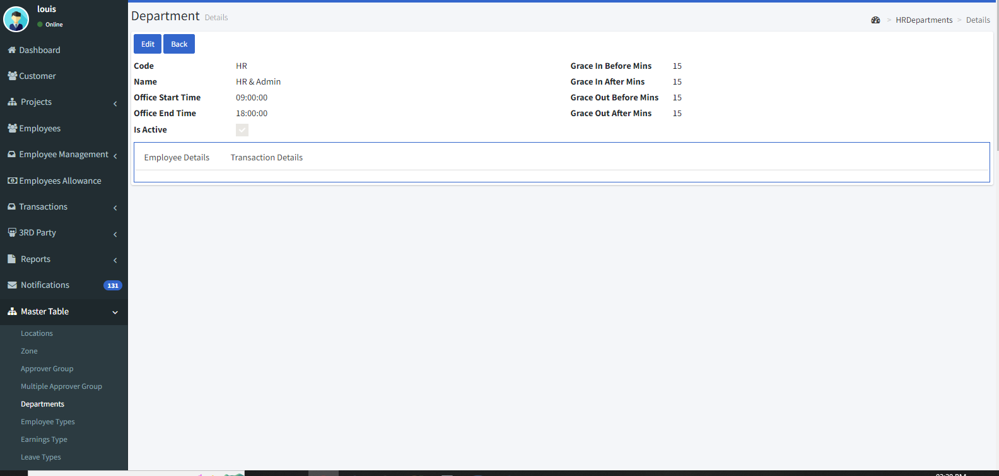 louis
Online
Dashboard
Customer
Projects
Employees
Employee Management
Employees Allowance
Transactions
3RD Party
Reports
Notifications 131
Master Table
Locations
Zone
Approver Group
Multiple Approver Group
Departments
Employee Types
Earnings Type
Leave Types
Department Details
> HRDepartments > Details
Edit Back
Code HR
Name HR & Admin
Office Start Time 09:00:00
Office End Time 18:00:00
Is Active
Grace In Before Mins 15
Grace In After Mins 15
Grace Out Before Mins 15
Grace Out After Mins 15
Employee Details Transaction Details